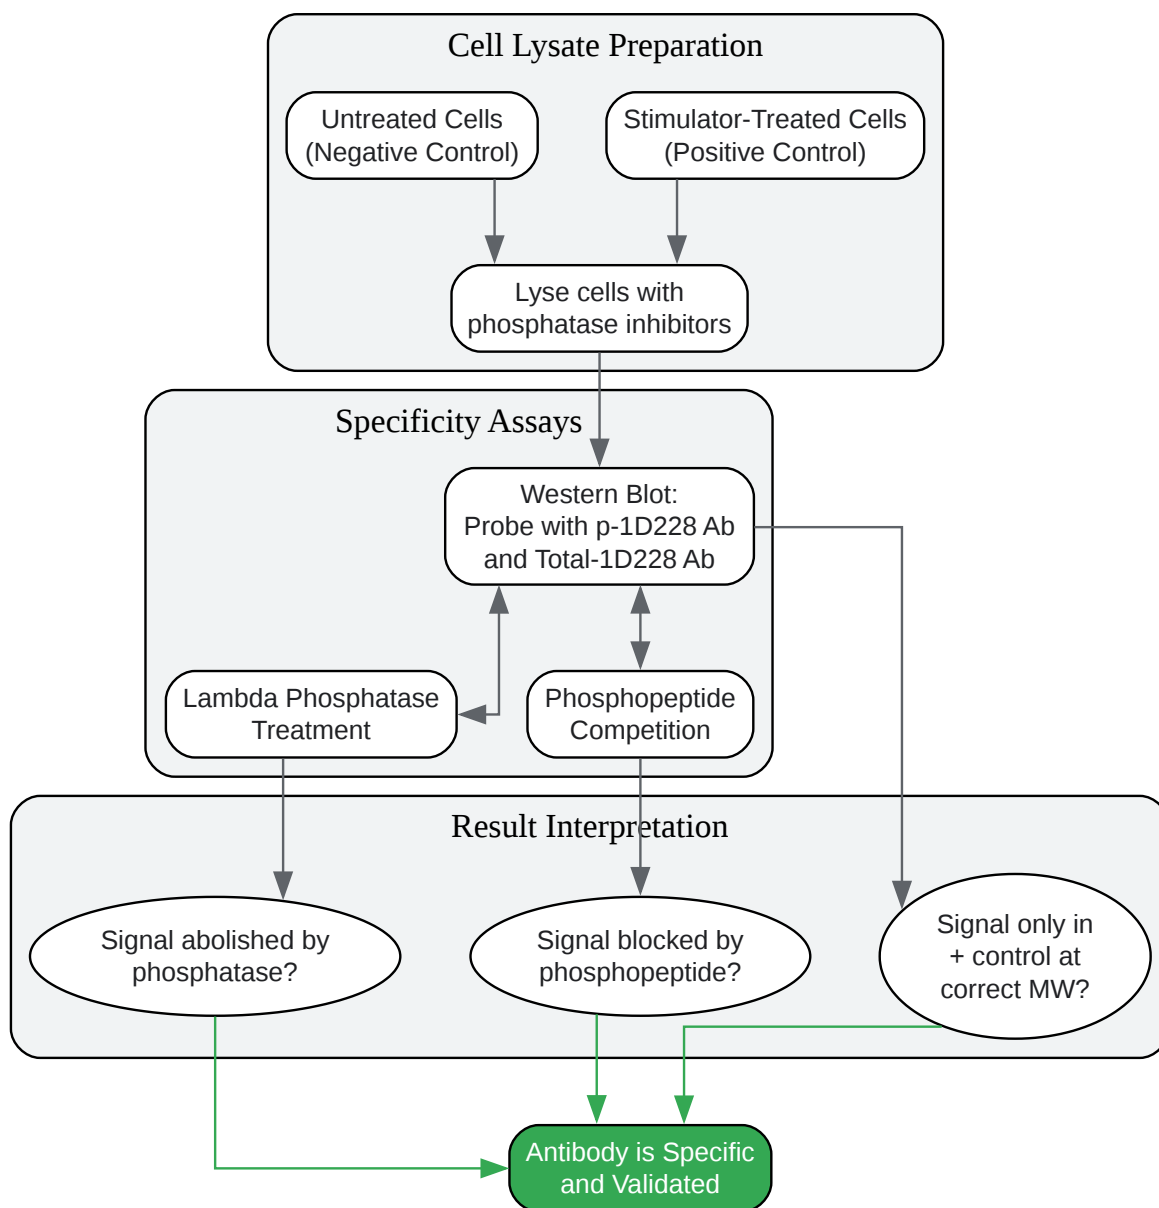 Cell Lysate Preparation
Untreated Cells
(Negative Control)
Stimulator-Treated Cells
(Positive Control)
Lyse cells with
phosphatase inhibitors
Specificity Assays
Western Blot:
Probe with p-1D228 Ab
and Total-1D228 Ab
Lambda Phosphatase
Treatment
Phosphopeptide
Competition
Result Interpretation
Signal abolished by
phosphatase?
Signal blocked by
phosphopeptide?
Signal only in
+ control at
correct MW?
Antibody is Specific
and Validated